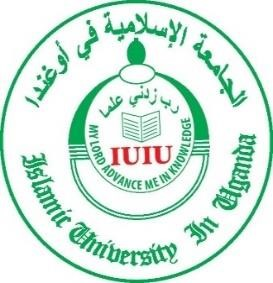 الجامعة الإسلامية في أوغندا
رب زدني علما
MY LORD ADVANCE ME IN KNOWLEDGE
IUIU
Islamic University In Uganda